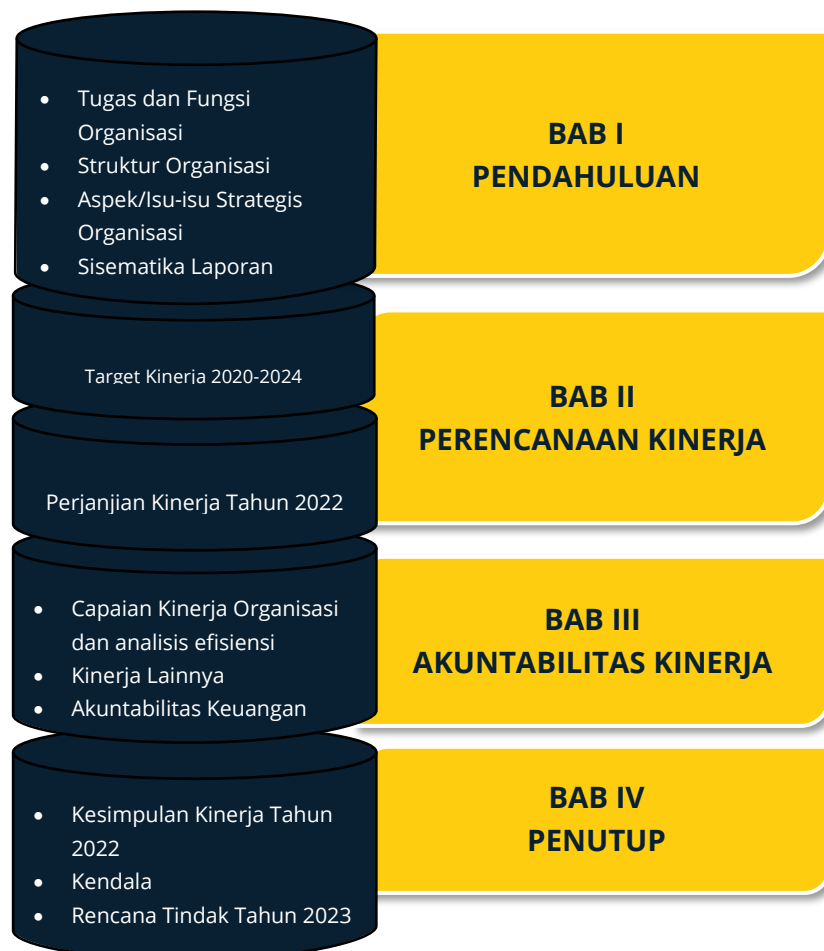 • Tugas dan Fungsi
Organisasi
• Struktur Organisasi
• Aspek/Isu-isu Strategis
Organisasi
• Sisematika Laporan
BAB I
PENDAHULUAN
Target Kinerja 2020-2024
Perjanjian Kinerja Tahun 2022
BAB II
PERENCANAAN KINERJA
• Capaian Kinerja Organisasi
dan analisis efisiensi
• Kinerja Lainnya
• Akuntabilitas Keuangan
BAB III
AKUNTABILITAS KINERJA
• Kesimpulan Kinerja Tahun
2022
• Kendala
• Rencana Tindak Tahun 2023
BAB IV
PENUTUP